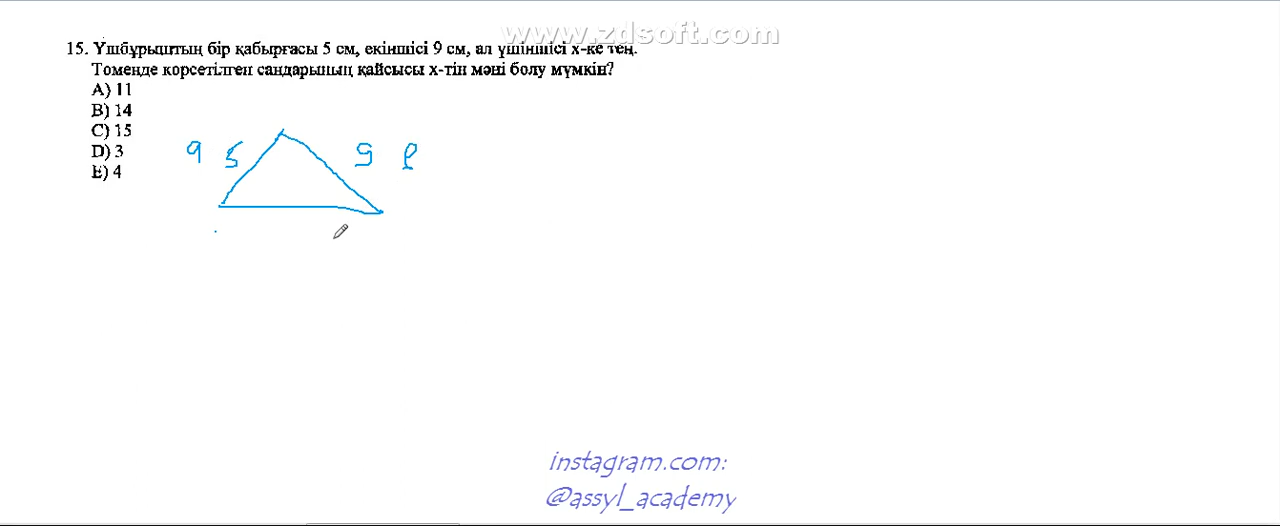 www.zdsoft.com
15. Үшбұрыштың бір қабырғасы 5 см, екіншісі 9 см, ал үшіншісі х-ке тең.
Төменде көрсетілген сандарының қайсысы х-тің мәні болу мүмкін?
A) 11
B) 14
C) 15
D) 3
E) 4
9 5 9 e
instagram.com:
@assyl_academy